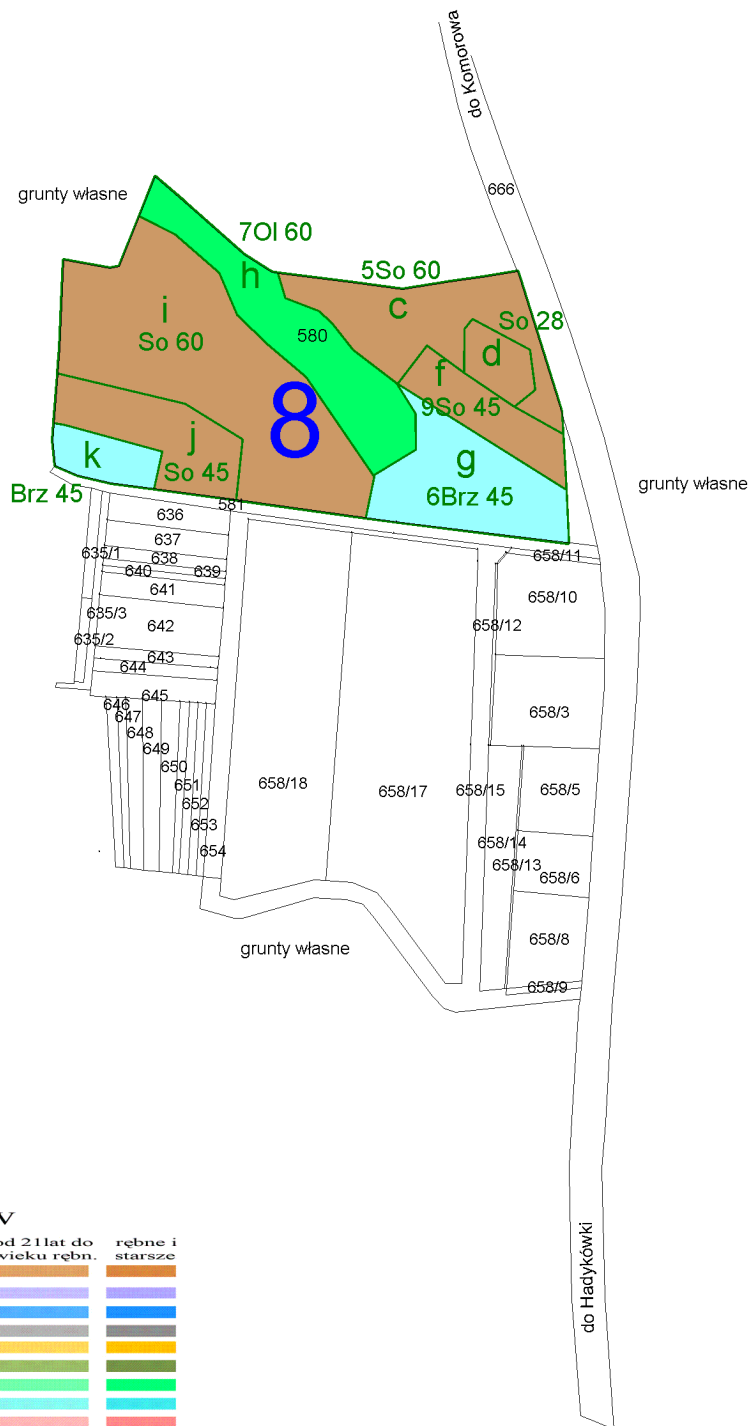 do Komorowa
666
grunty własne
7Ol 60
5So 60
h
c
i
So 60
580
So 28
d
f
9So 45
8
j
So 45
k
Brz 45
g
6Brz 45
grunty własne
581
636
637
635/1
638
640
639
641
635/3
642
635/2
643
644
645
646
647
648
649
650
651
652
653
654
658/11
658/10
658/12
658/3
658/18
658/17
658/15
658/5
658/14
658/13
658/6
658/8
658/9
grunty własne
do Hadykówki
V
od 21lat do
wieku rębn.
rębne i
starsze